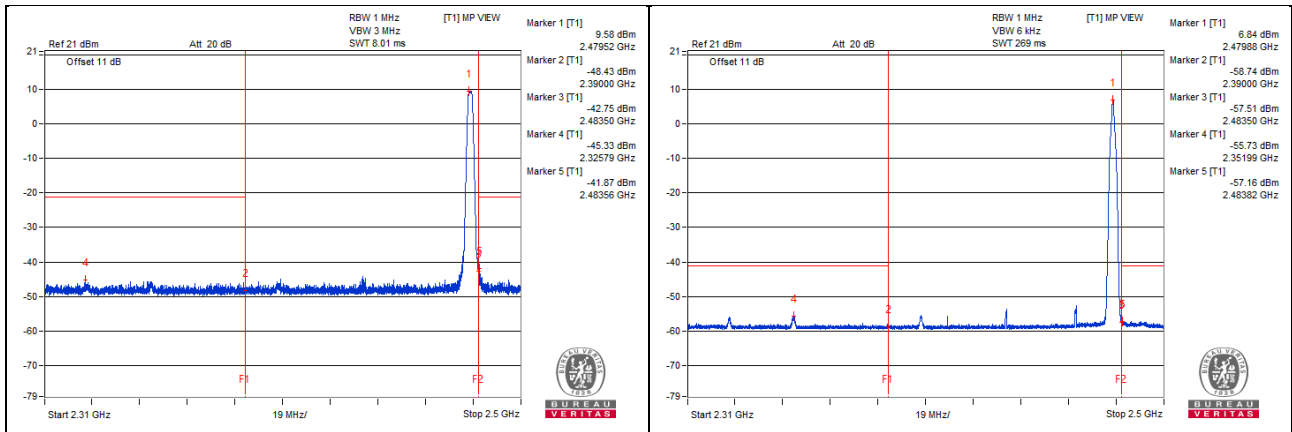 RBW 1 MHz [T1] MP VIEW
VBW 3 MHz
Ref 21 dBm Att 20 dB SWT 8.01 ms
Marker 1 [T1]
9.58 dBm
2.47952 GHz
Marker 2 [T1]
-48.43 dBm
2.39000 GHz
Marker 3 [T1]
-42.75 dBm
2.48350 GHz
Marker 4 [T1]
-45.33 dBm
2.32579 GHz
Marker 5 [T1]
-41.87 dBm
2.48356 GHz
21
Offset 11 dB
1
10
0
-10
-20
-30
-40
4
2
-50
-60
-70
F1 F2
-79
Start 2.31 GHz 19 MHz/ Stop 2.5 GHz
BUREAU VERITAS
1828
BUREAU
VERITAS
RBW 1 MHz [T1] MP VIEW
VBW 6 kHz
Ref 21 dBm Att 20 dB SWT 269 ms
Marker 1 [T1]
6.84 dBm
2.47988 GHz
Marker 2 [T1]
-58.74 dBm
2.39000 GHz
Marker 3 [T1]
-57.51 dBm
2.48350 GHz
Marker 4 [T1]
-55.73 dBm
2.35199 GHz
Marker 5 [T1]
-57.16 dBm
2.48382 GHz
21
Offset 11 dB
1
10
0
-10
-20
-30
-40
-50
4
2
-60
-70
F1 F2
-79
Start 2.31 GHz 19 MHz/ Stop 2.5 GHz
BUREAU VERITAS
1828
BUREAU
VERITAS